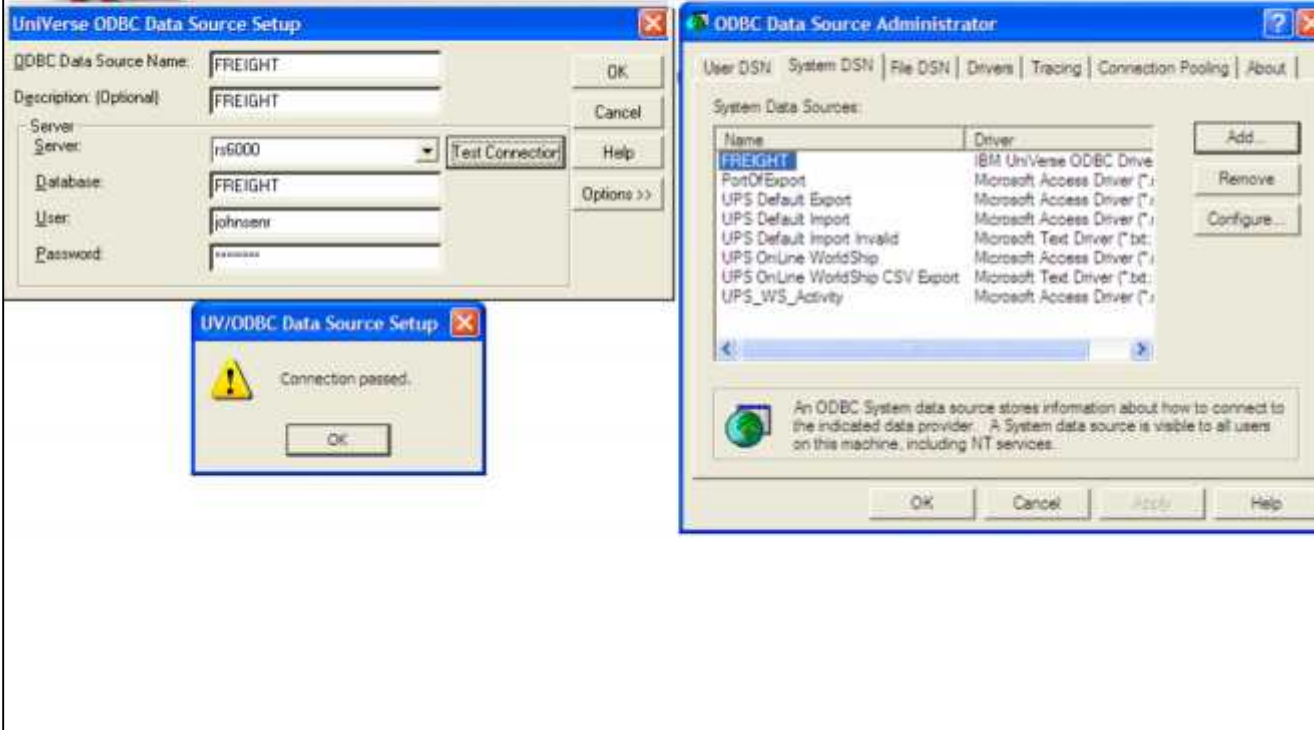 UniVerse ODBC Data Source Setup
ODBC Data Source Name: FREIGHT OK
Description: (Optional) FREIGHT Cancel
Server
Server: rs6000 Test Connection Help
Database: FREIGHT Options >>
User: johnsenr
Password: ********
UV/ODBC Data Source Setup
Connection passed.
OK
ODBC Data Source Administrator
User DSN System DSN File DSN Drivers Tracing Connection Pooling About
System Data Sources:
Name Driver Add...
FREIGHT IBM UniVerse ODBC Drive
PortOfExport Microsoft Access Driver (*. Remove
UPS Default Export Microsoft Access Driver (*.
UPS Default Import Microsoft Access Driver (*. Configure...
UPS Default Import Invalid Microsoft Text Driver (*.txt;
UPS OnLine WorldShip Microsoft Access Driver (*.
UPS OnLine WorldShip CSV Export Microsoft Text Driver (*.txt;
UPS_WS_Activity Microsoft Access Driver (*.
An ODBC System data source stores information about how to connect to
the indicated data provider. A System data source is visible to all users
on this machine, including NT services.
OK Cancel Apply Help